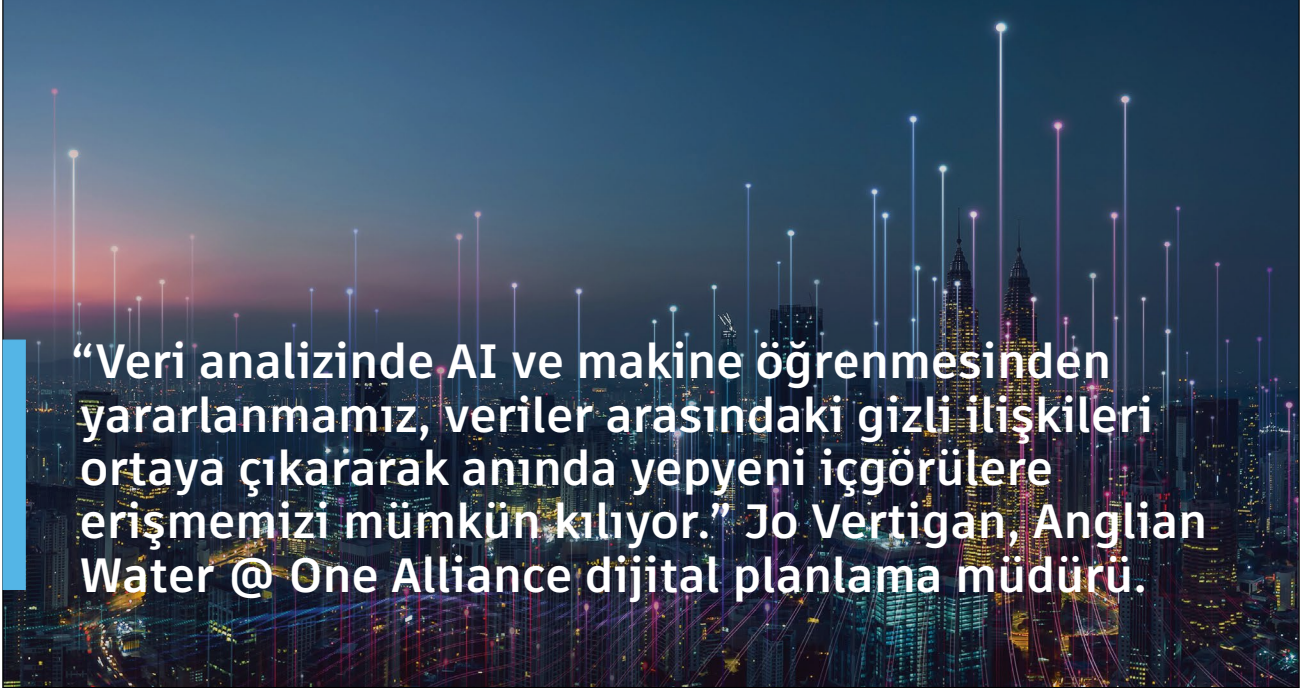 “Veri analizinde AI ve makine öğrenmesinden
yararlanmamız, veriler arasındaki gizli ilişkileri
ortaya çıkararak anında yepyeni içgörülere
erişmemizi mümkün kılıyor.” Jo Vertigan, Anglian
Water @ One Alliance dijital planlama müdürü.